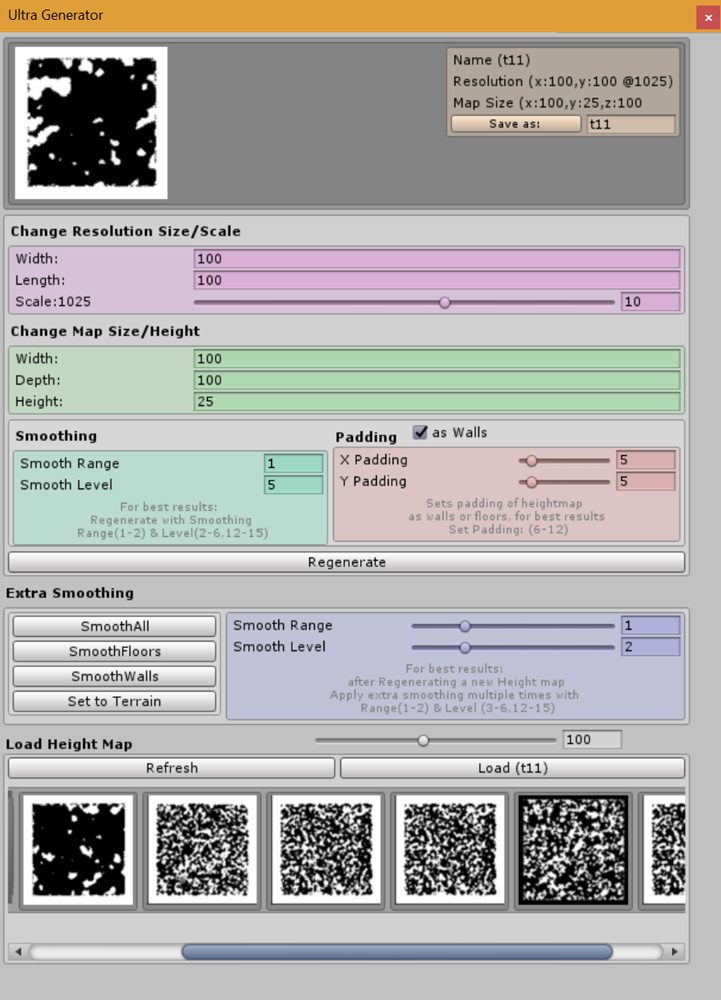 Ultra Generator
Name (t11)
Resolution (x:100,y:100 @1025)
Map Size (x:100,y:25,z:100
Save as: t11
Change Resolution Size/Scale
Width: 100
Length: 100
Scale:1025 10
Change Map Size/Height
Width: 100
Depth: 100
Height: 25
Smoothing
Smooth Range 1
Smooth Level 5
For best results:
Regenerate with Smoothing
Range(1-2) & Level(2-6,12-15)
Padding as Walls
X Padding 5
Y Padding 5
Sets padding of heightmap
as walls or floors, for best results
Set Padding: (6-12)
Regenerate
Extra Smoothing
SmoothAll
SmoothFloors
SmoothWalls
Set to Terrain
Smooth Range 1
Smooth Level 2
For best results:
after Regenerating a new Height map
Apply extra smoothing multiple times with
Range(1-2) & Level (3-6,12-15)
Load Height Map 100
Refresh
Load (t11)